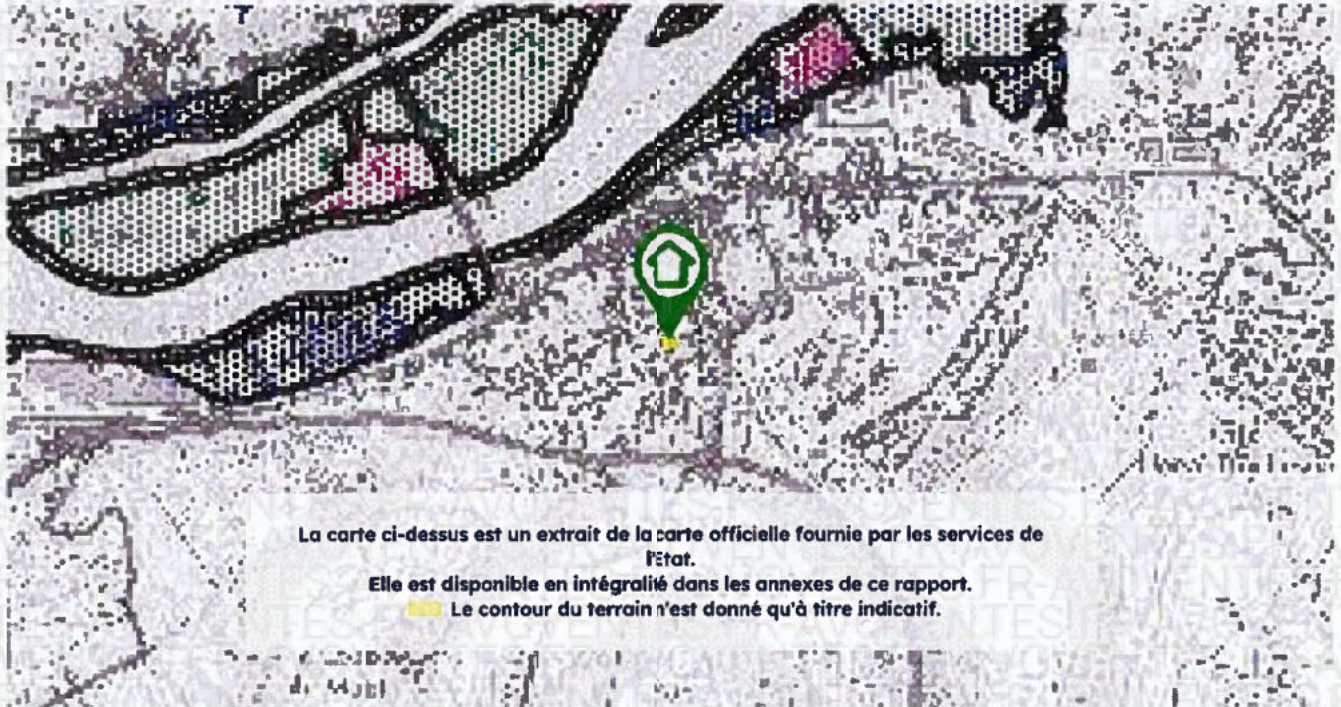 La carte ci-dessus est un extrait de la carte officielle fournie par les services de
l'Etat.
Elle est disponible en intégralité dans les annexes de ce rapport.
Le contour du terrain n'est donné qu'à titre indicatif.